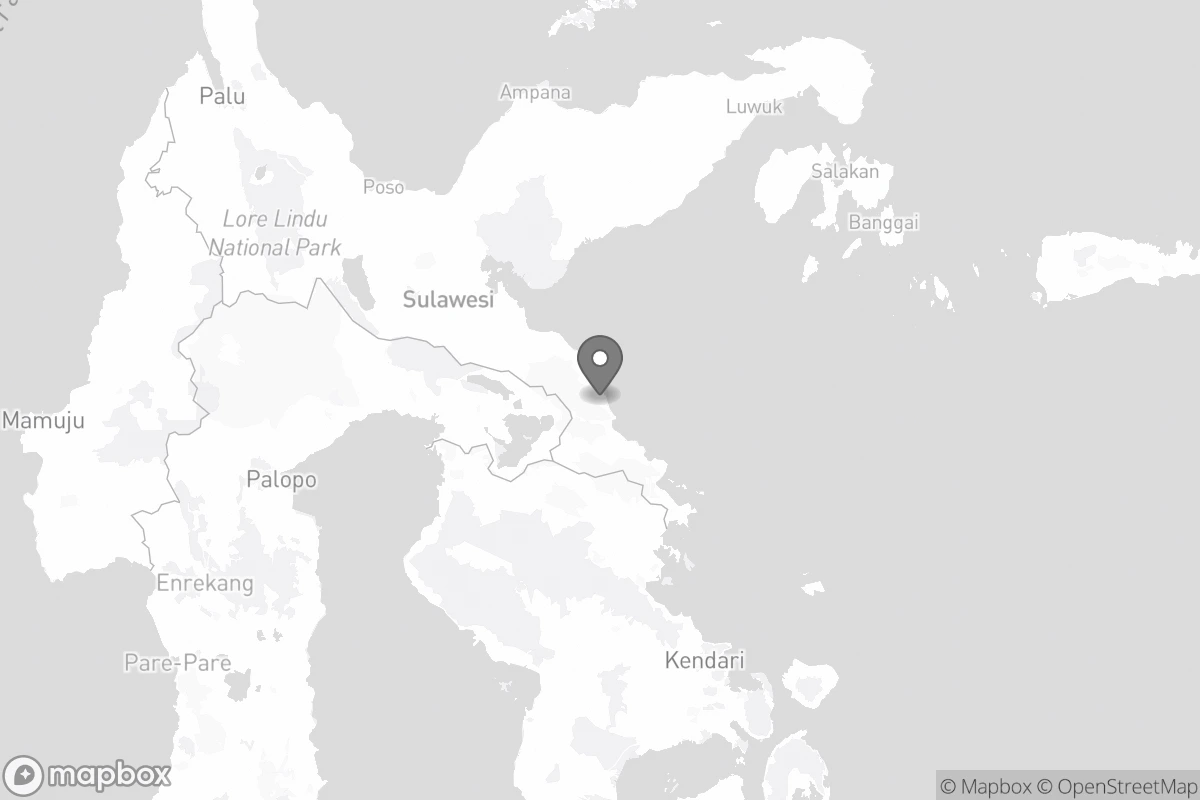 Palu
Ampana
Luwuk
Poso
Salakan
Lore Lindu
National Park
Banggai
Sulawesi
Mamuju
Palopo
Enrekang
Pare-Pare
Kendari
mapbox
© Mapbox © OpenStreetMap